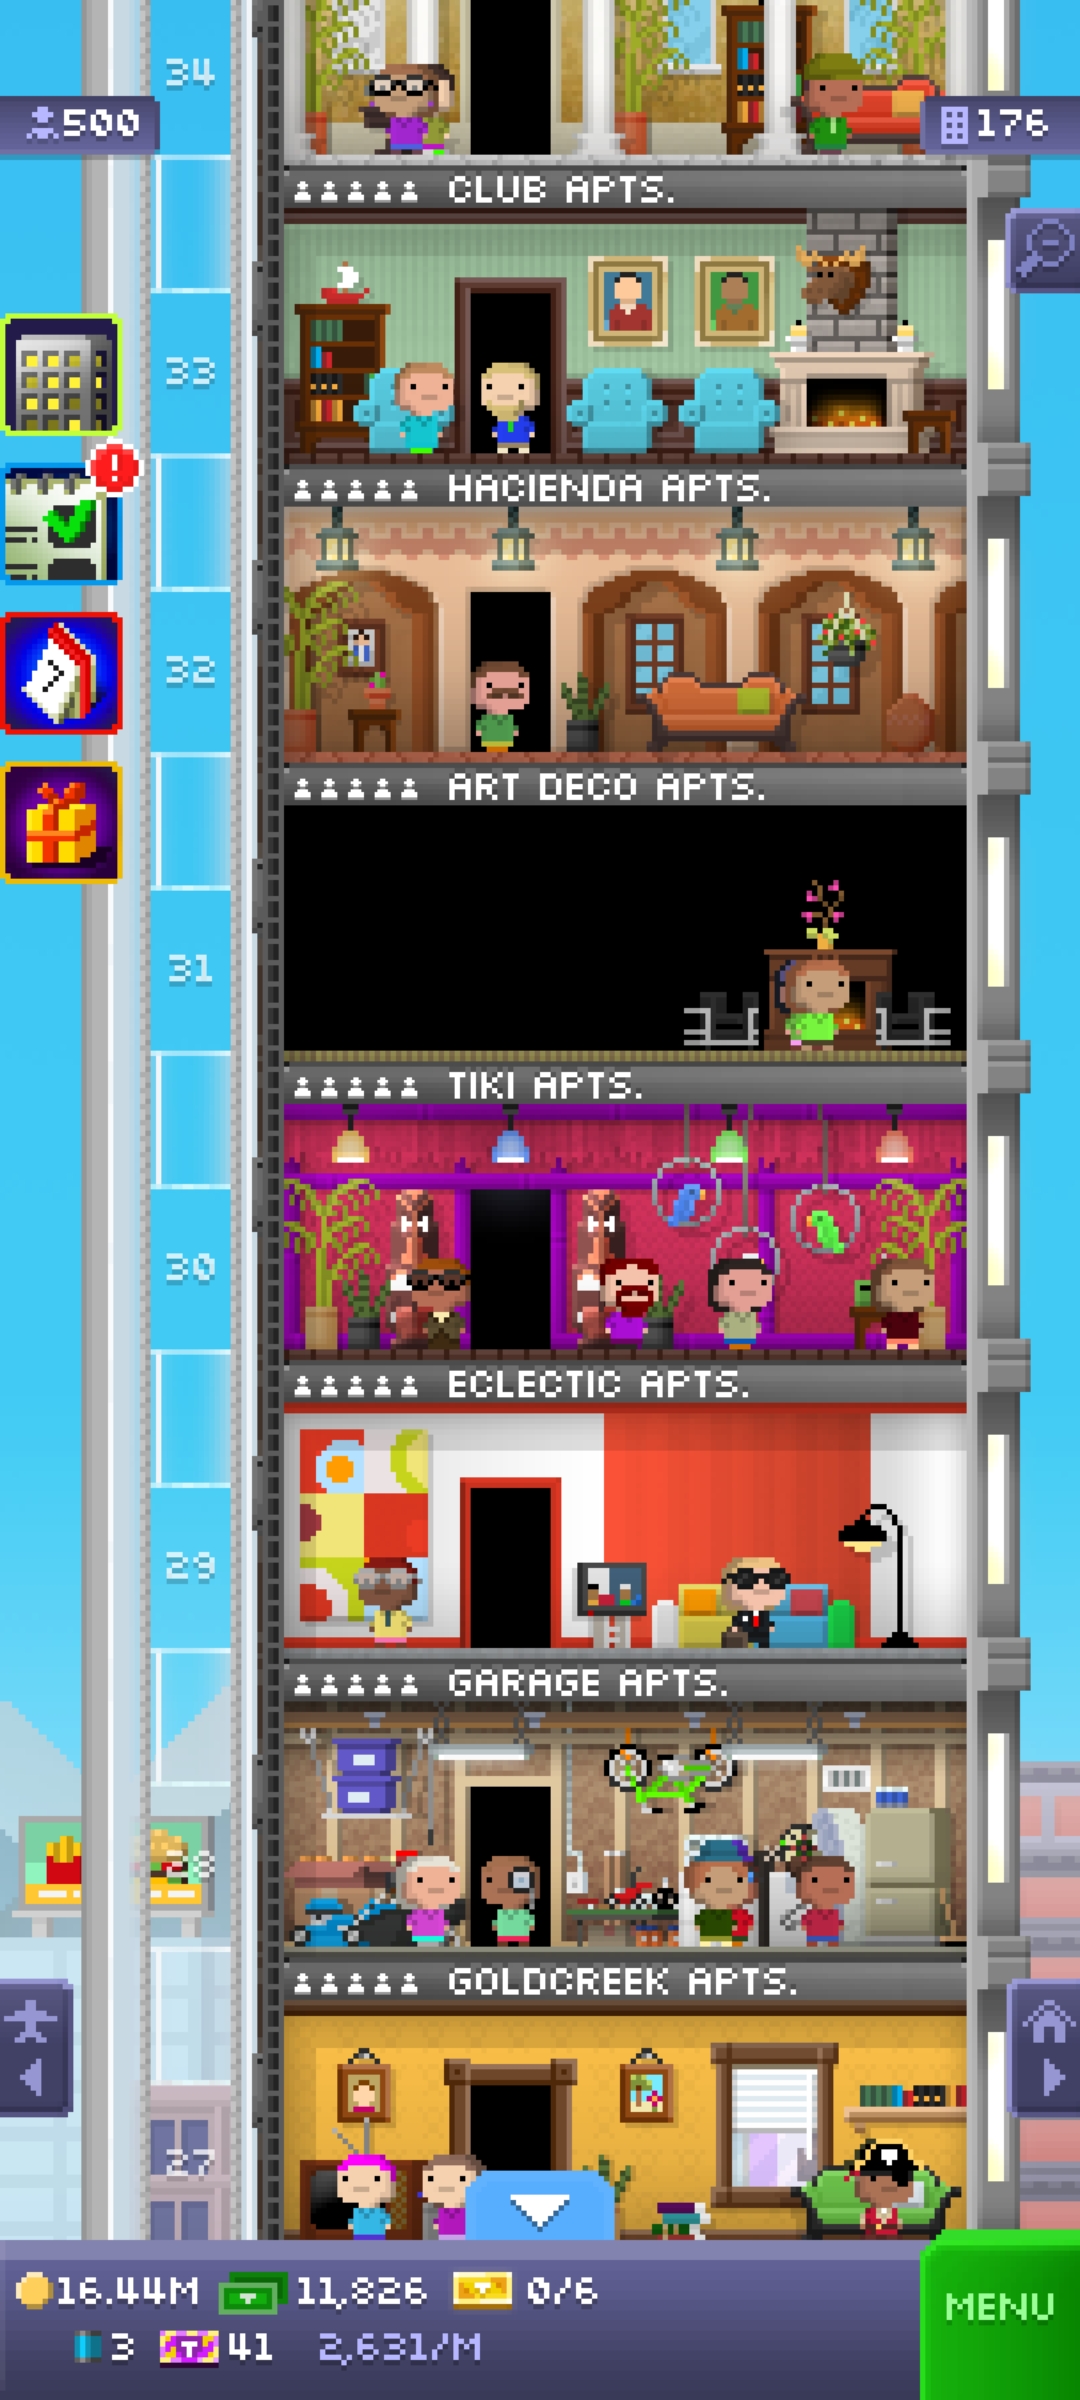 34
500
176
CLUB APTS.
33
HACIENDA APTS.
32
ART DECO APTS.
31
TIKI APTS.
30
ECLECTIC APTS.
29
GARAGE APTS.
28
GOLDCREEK APTS.
27
16.44M 11,826 0/6
3 41 2,631/M
MENU